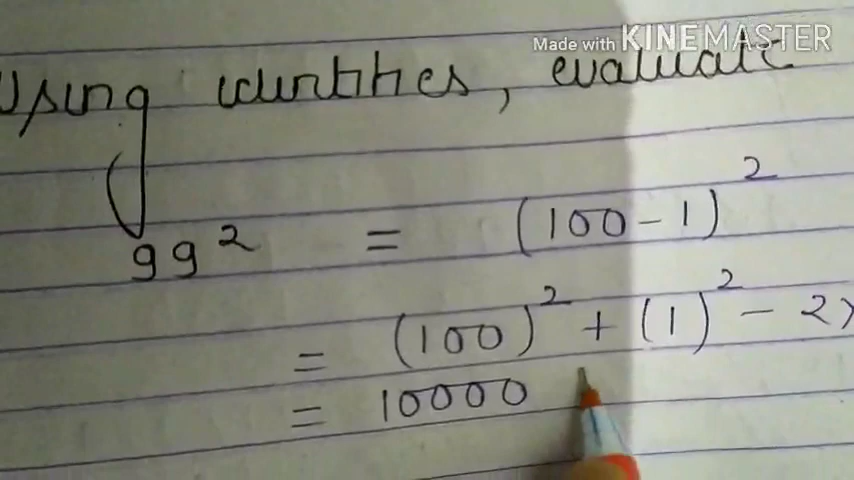 Made with KINEMASTER
Using identities, evaluate
99² = (100-1)²
= (100)² + (1)² - 2×
= 10000